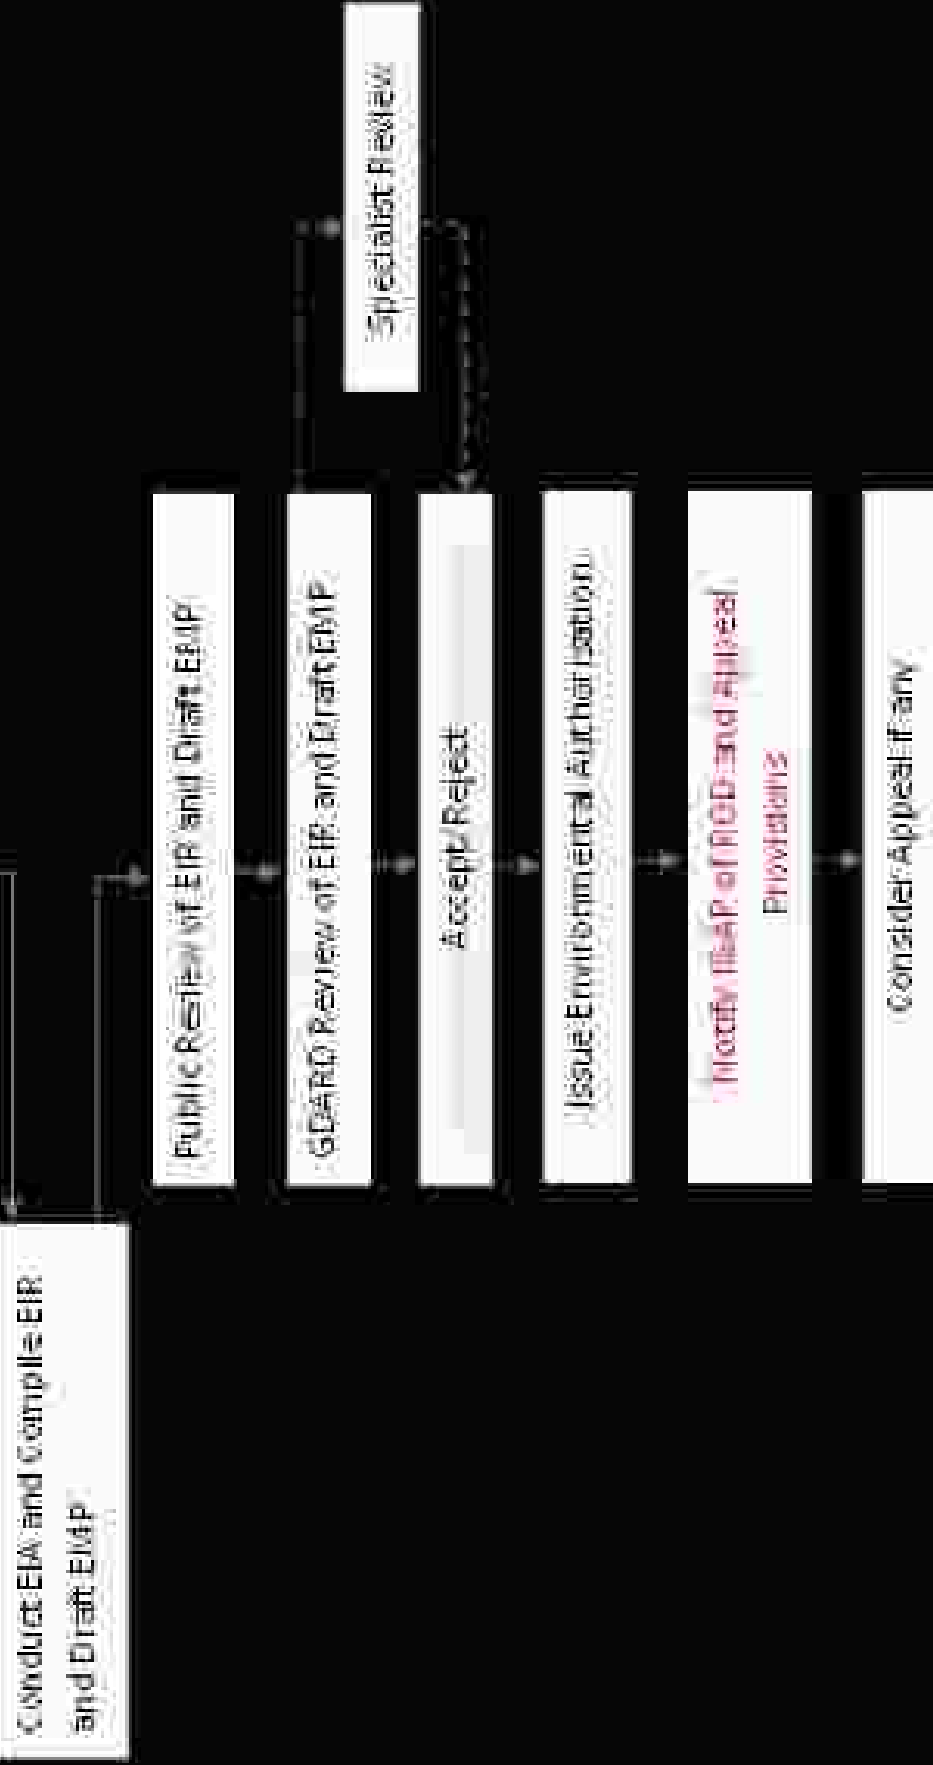 Conduct EIA and Compile EIR
and Draft EMP
Public Review of EIR and Draft EMP
GDARD Review of EIR and Draft EMP
Specialist Review
Accept/Reject
Issue Environmental Authorisation
Notify I&AP of ROD and Appeal
Provisions
Consider Appeal if any